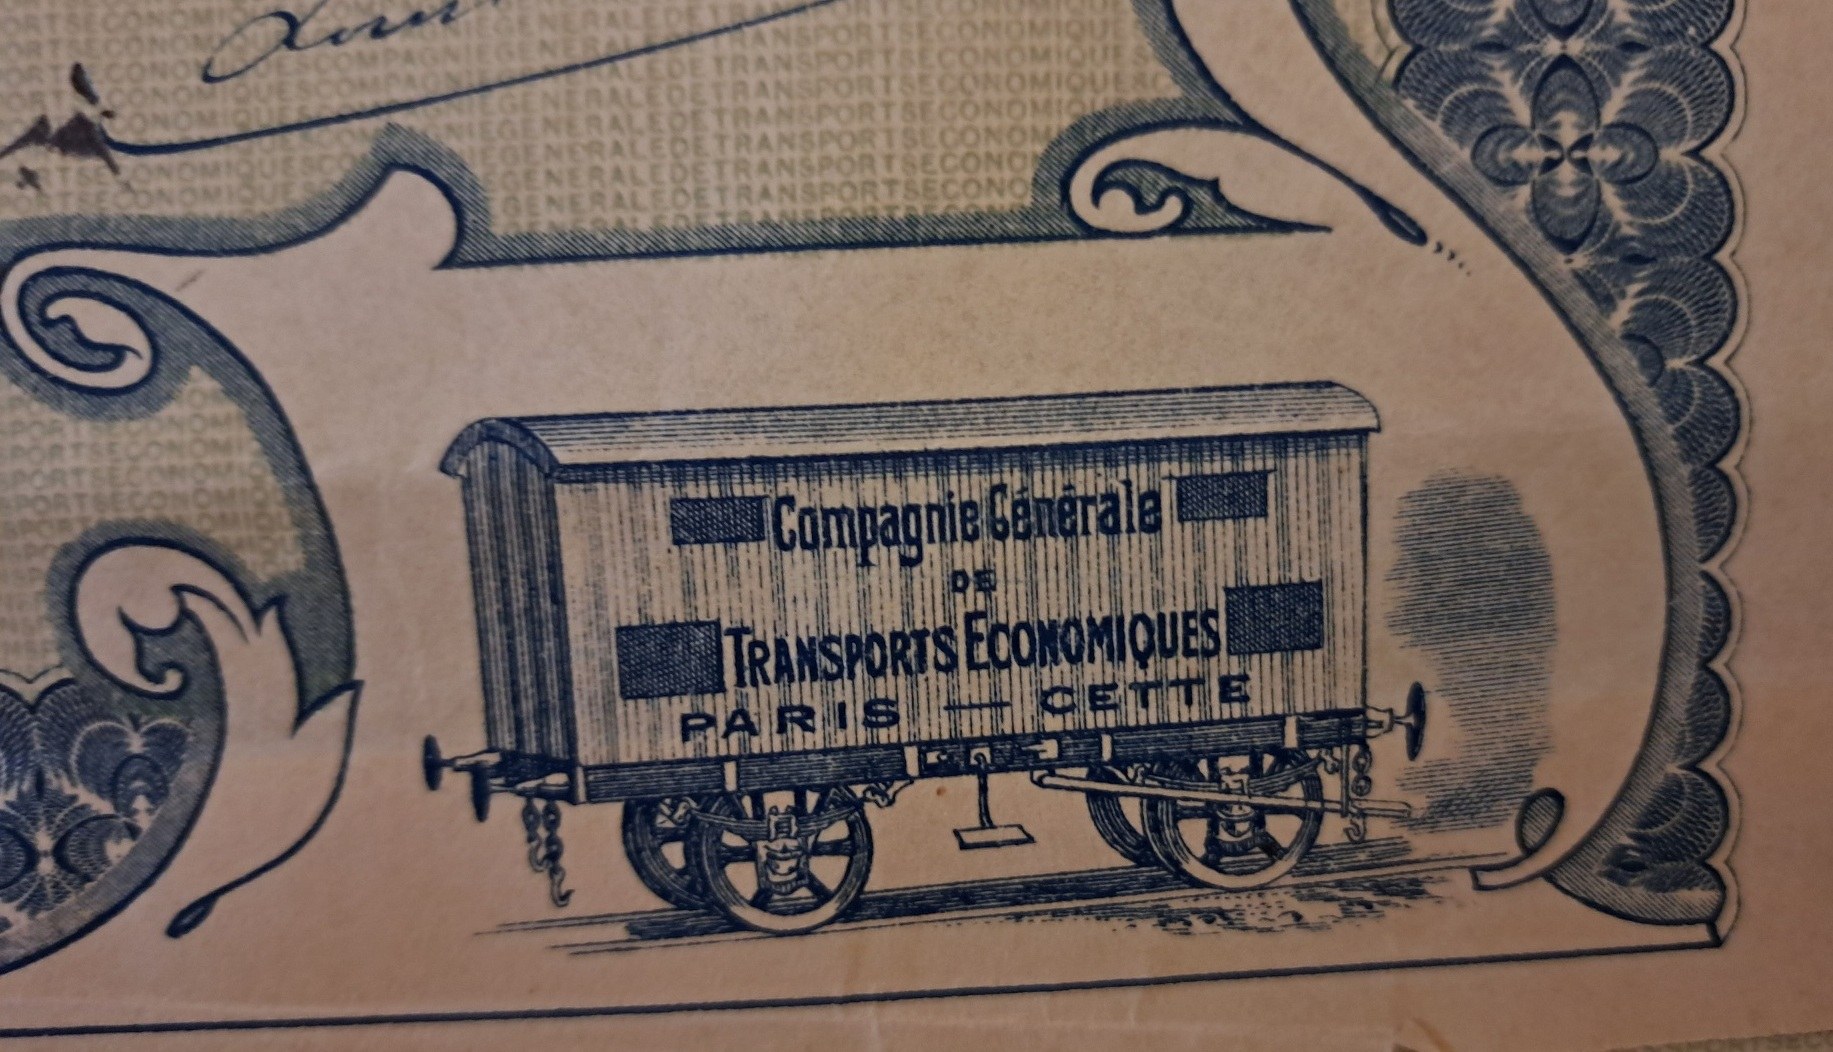 COMPAGNIEGENERALEDETRANSPORTSECONOMIQUES
Compagnie Générale
DE
TRANSPORTS ECONOMIQUES
PARIS — CETTE